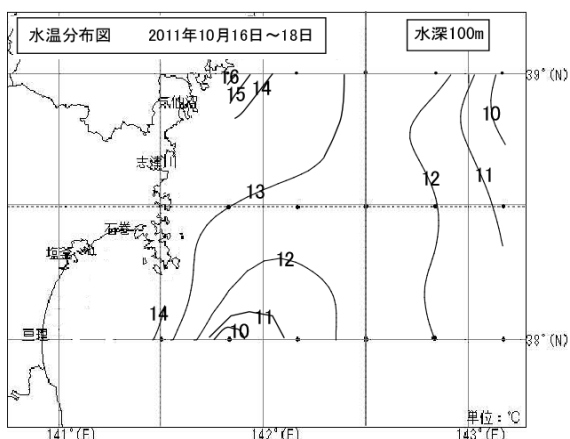 水温分布図 2011年10月16日～18日
水深100m
39°(N)
16
15
14
気仙沼
10
志津川
13
12
11
石巻
塩釜
12
14
11
10
亘理
38°(N)
単位：℃
141°(E)
142°(E)
143°(E)